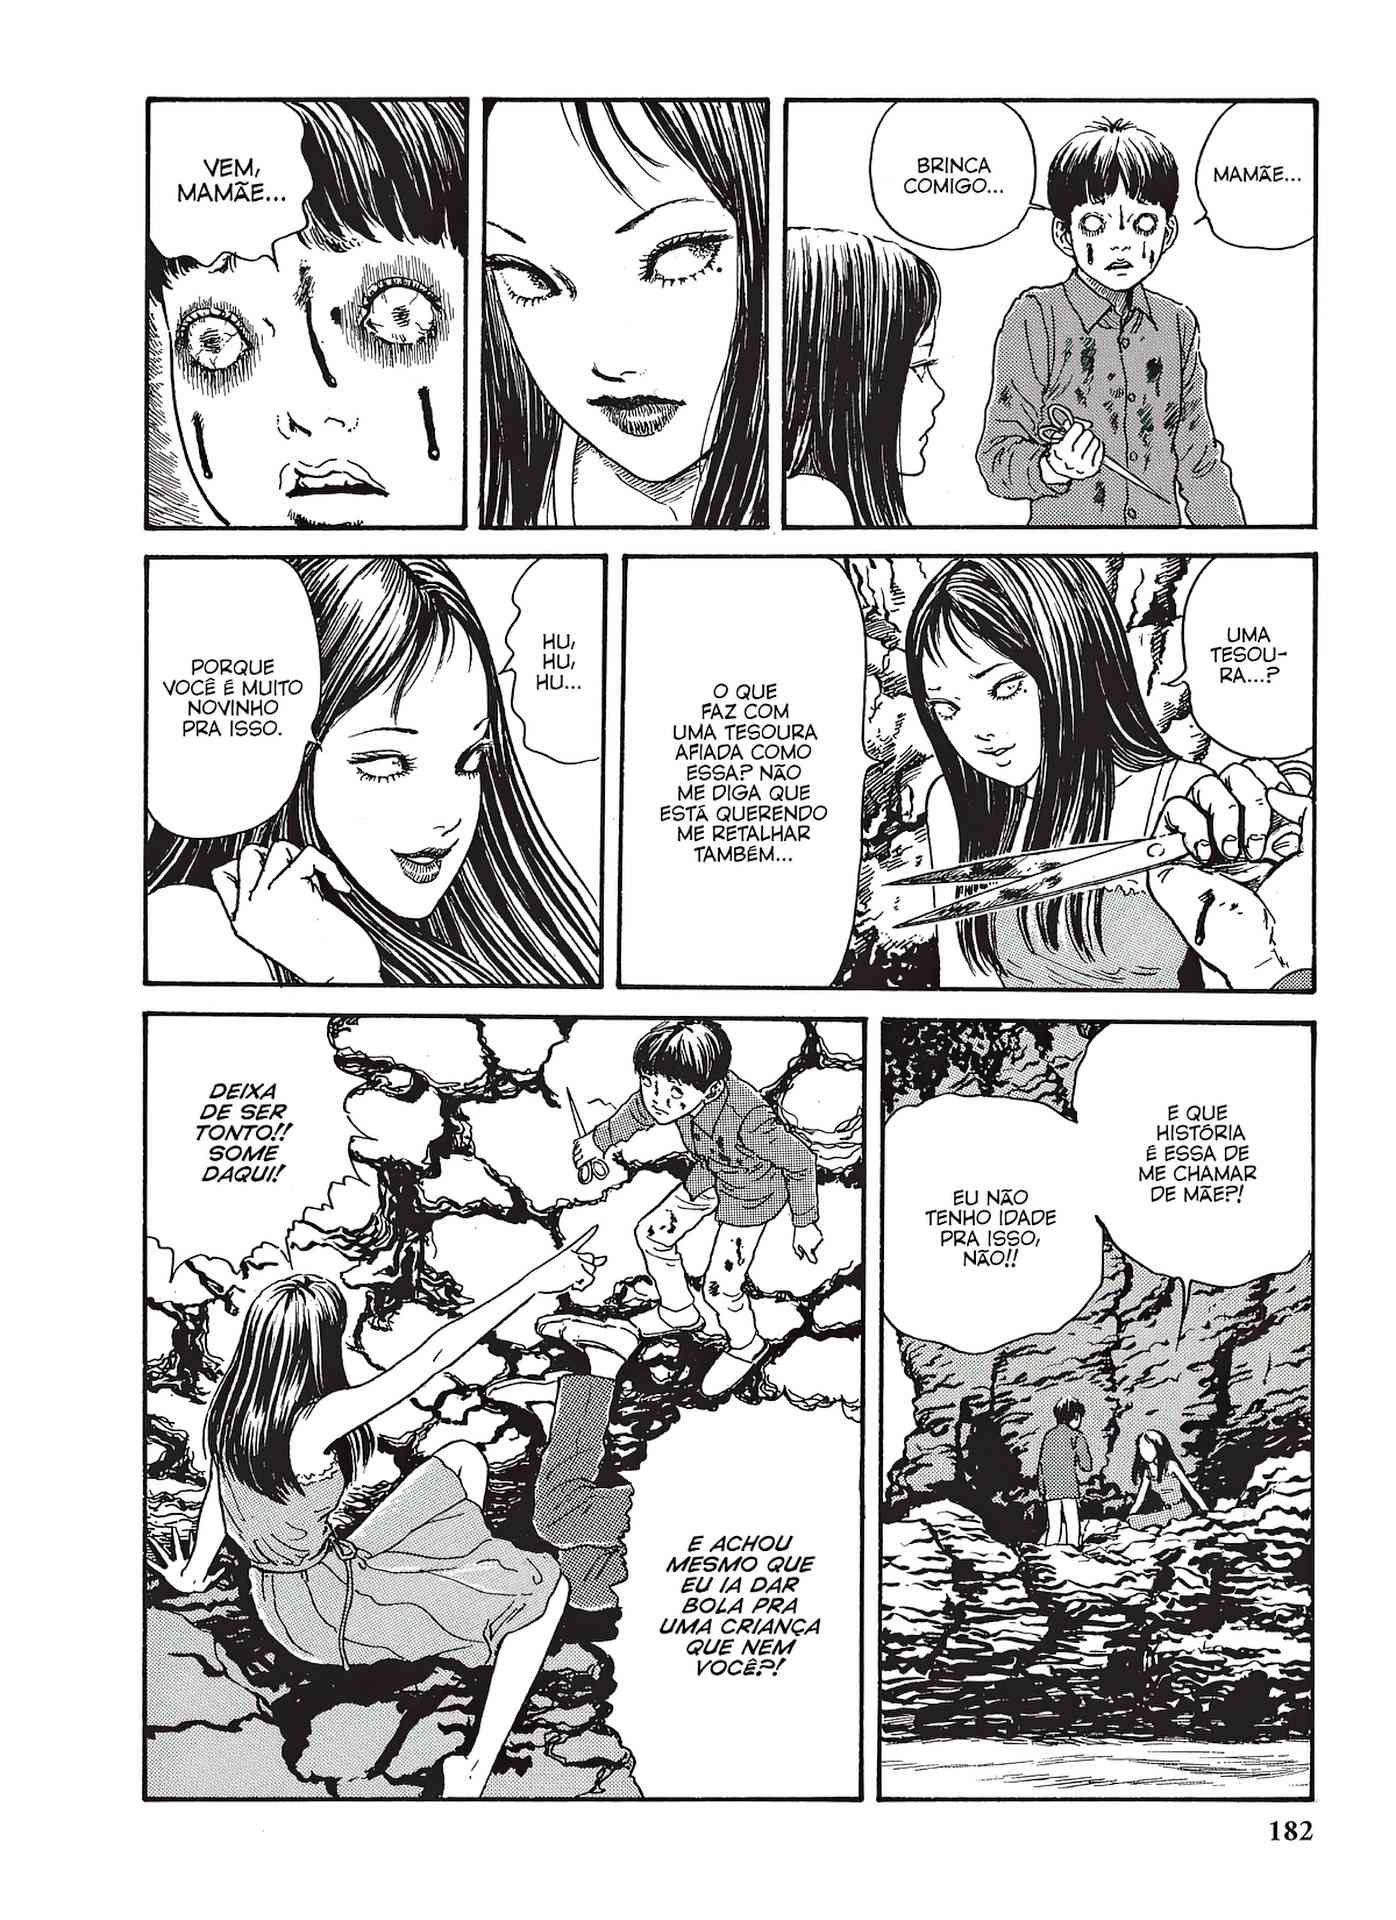 MAMÃE...
BRINCA
COMIGO...
VEM,
MAMÃE...
UMA
TESOU-
RA...?
O QUE
FAZ COM
UMA TESOURA
AFIADA COMO
ESSA? NÃO
ME DIGA QUE
ESTÁ QUERENDO
ME RETALHAR
TAMBÉM...
HU,
HU,
HU...
PORQUE
VOCÊ É MUITO
NOVINHO
PRA ISSO.
E QUE
HISTÓRIA
É ESSA DE
ME CHAMAR
DE MÃE?!
EU NÃO
TENHO IDADE
PRA ISSO,
NÃO!!
DEIXA
DE SER
TONTO!!
SOME
DAQUI!
E ACHOU
MESMO QUE
EU IA DAR
BOLA PRA
UMA CRIANÇA
QUE NEM
VOCÊ?!
182